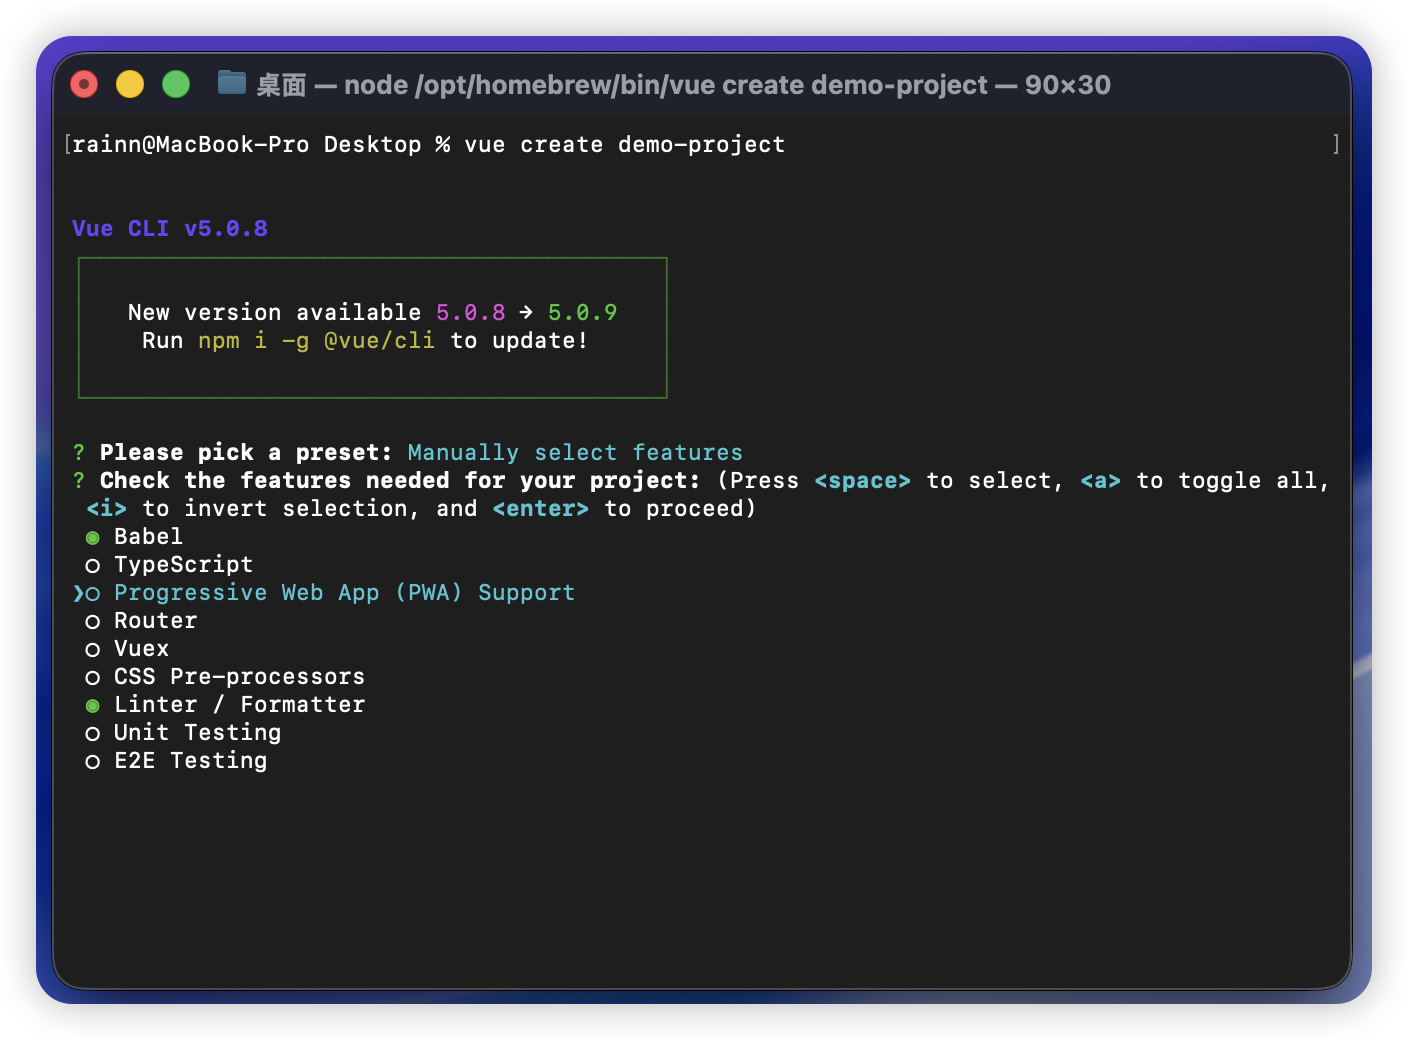 桌面 — node /opt/homebrew/bin/vue create demo-project — 90×30
[rainn@MacBook-Pro Desktop % vue create demo-project ]
Vue CLI v5.0.8
New version available 5.0.8 → 5.0.9
Run npm i -g @vue/cli to update!
? Please pick a preset: Manually select features
? Check the features needed for your project: (Press <space> to select, <a> to toggle all,
<i> to invert selection, and <enter> to proceed)
◉ Babel
◯ TypeScript
❯◯ Progressive Web App (PWA) Support
◯ Router
◯ Vuex
◯ CSS Pre-processors
◉ Linter / Formatter
◯ Unit Testing
◯ E2E Testing